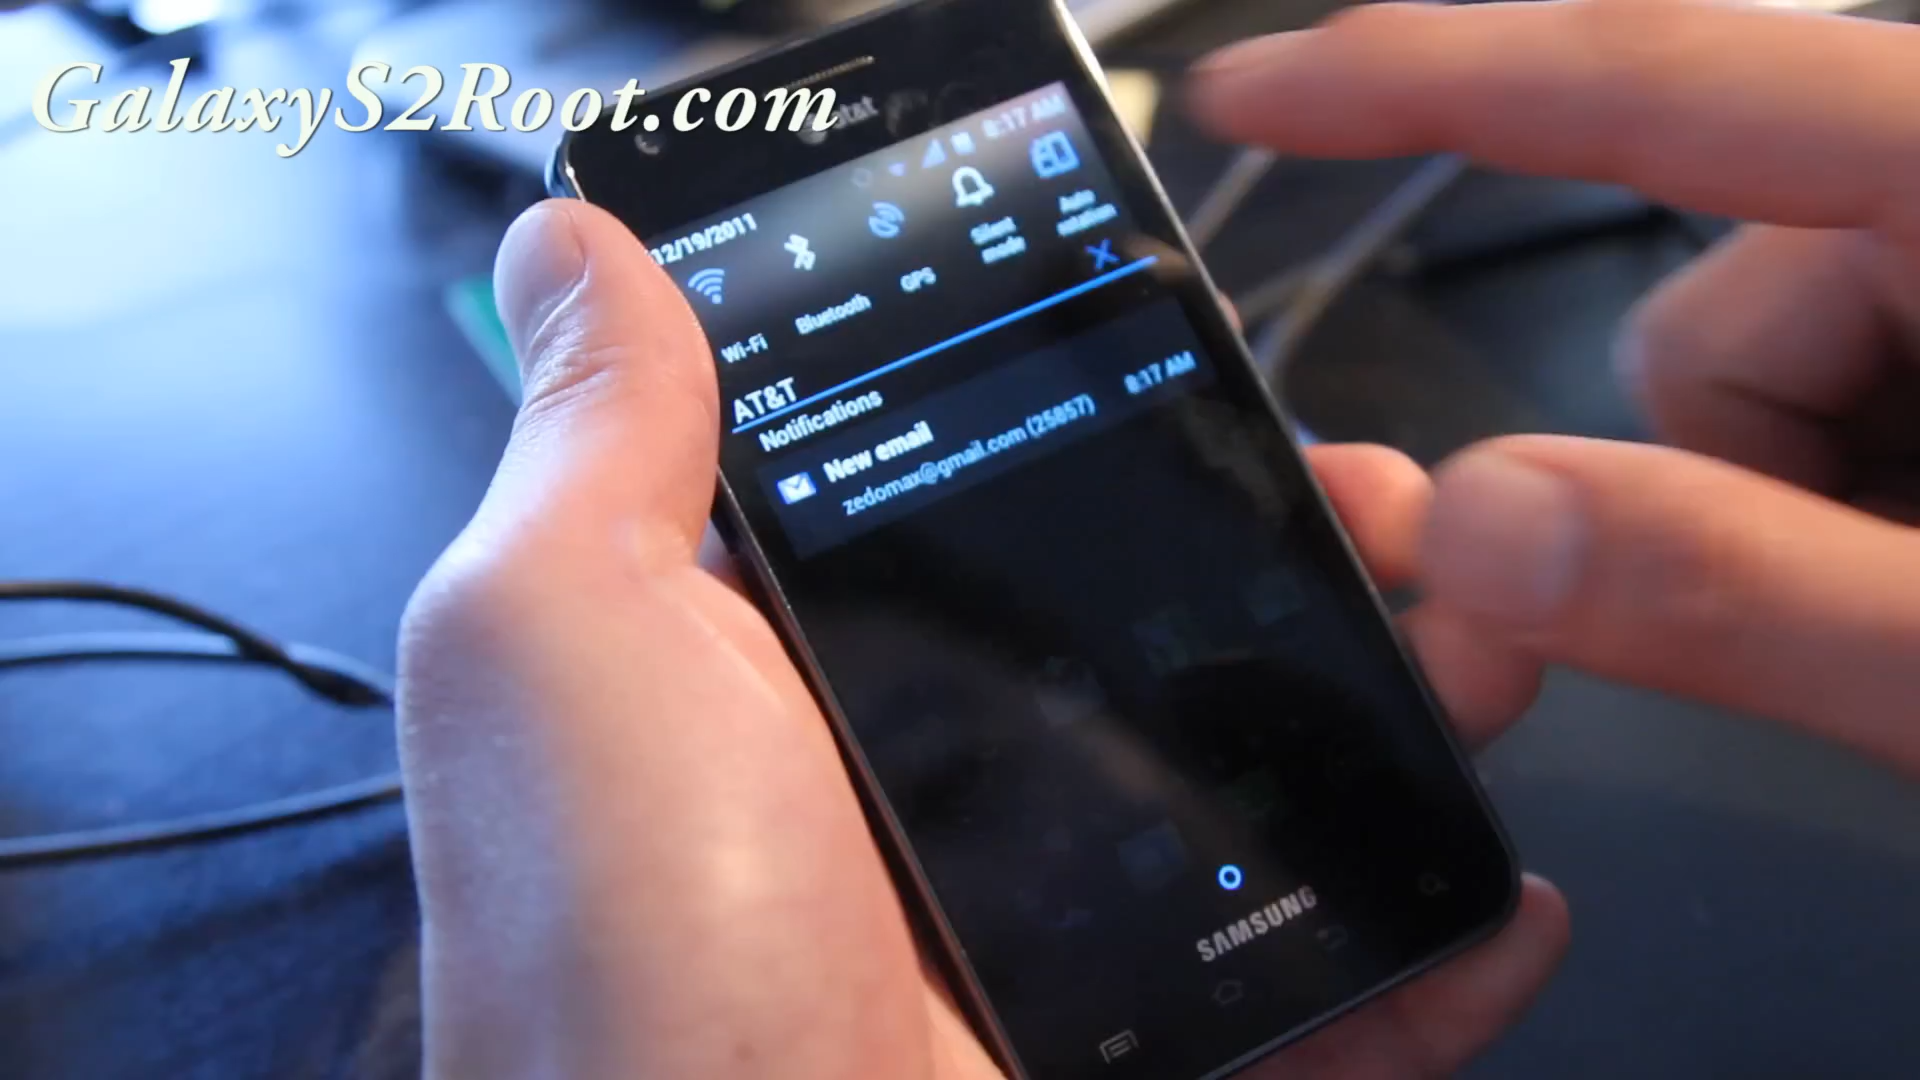 GalaxyS2Root.com
at&t
8:17 AM
12/19/2011
Wi-Fi
Bluetooth
GPS
Silent
mode
Auto
rotation
AT&T
Notifications
New email
8:17 AM
zedomax@gmail.com (25857)
SAMSUNG